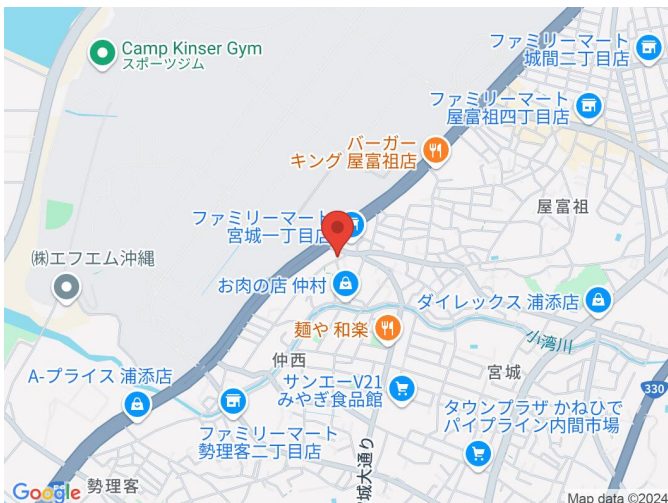 Camp Kinser Gym
スポーツジム
ファミリーマート
城間二丁目店
ファミリーマート
屋富祖四丁目店
バーガー
キング 屋富祖店
屋富祖
ファミリーマート
宮城一丁目店
(株)エフエム沖縄
お肉の店 仲村
ダイレックス 浦添店
麺や 和楽
小湾川
仲西
宮城
A-プライス 浦添店
サンエーV21
みやぎ食品館
330
タウンプラザ かねひで
パイプライン内間市場
ファミリーマート
勢理客二丁目店
城大通り
勢理客
Google
Map data ©2024